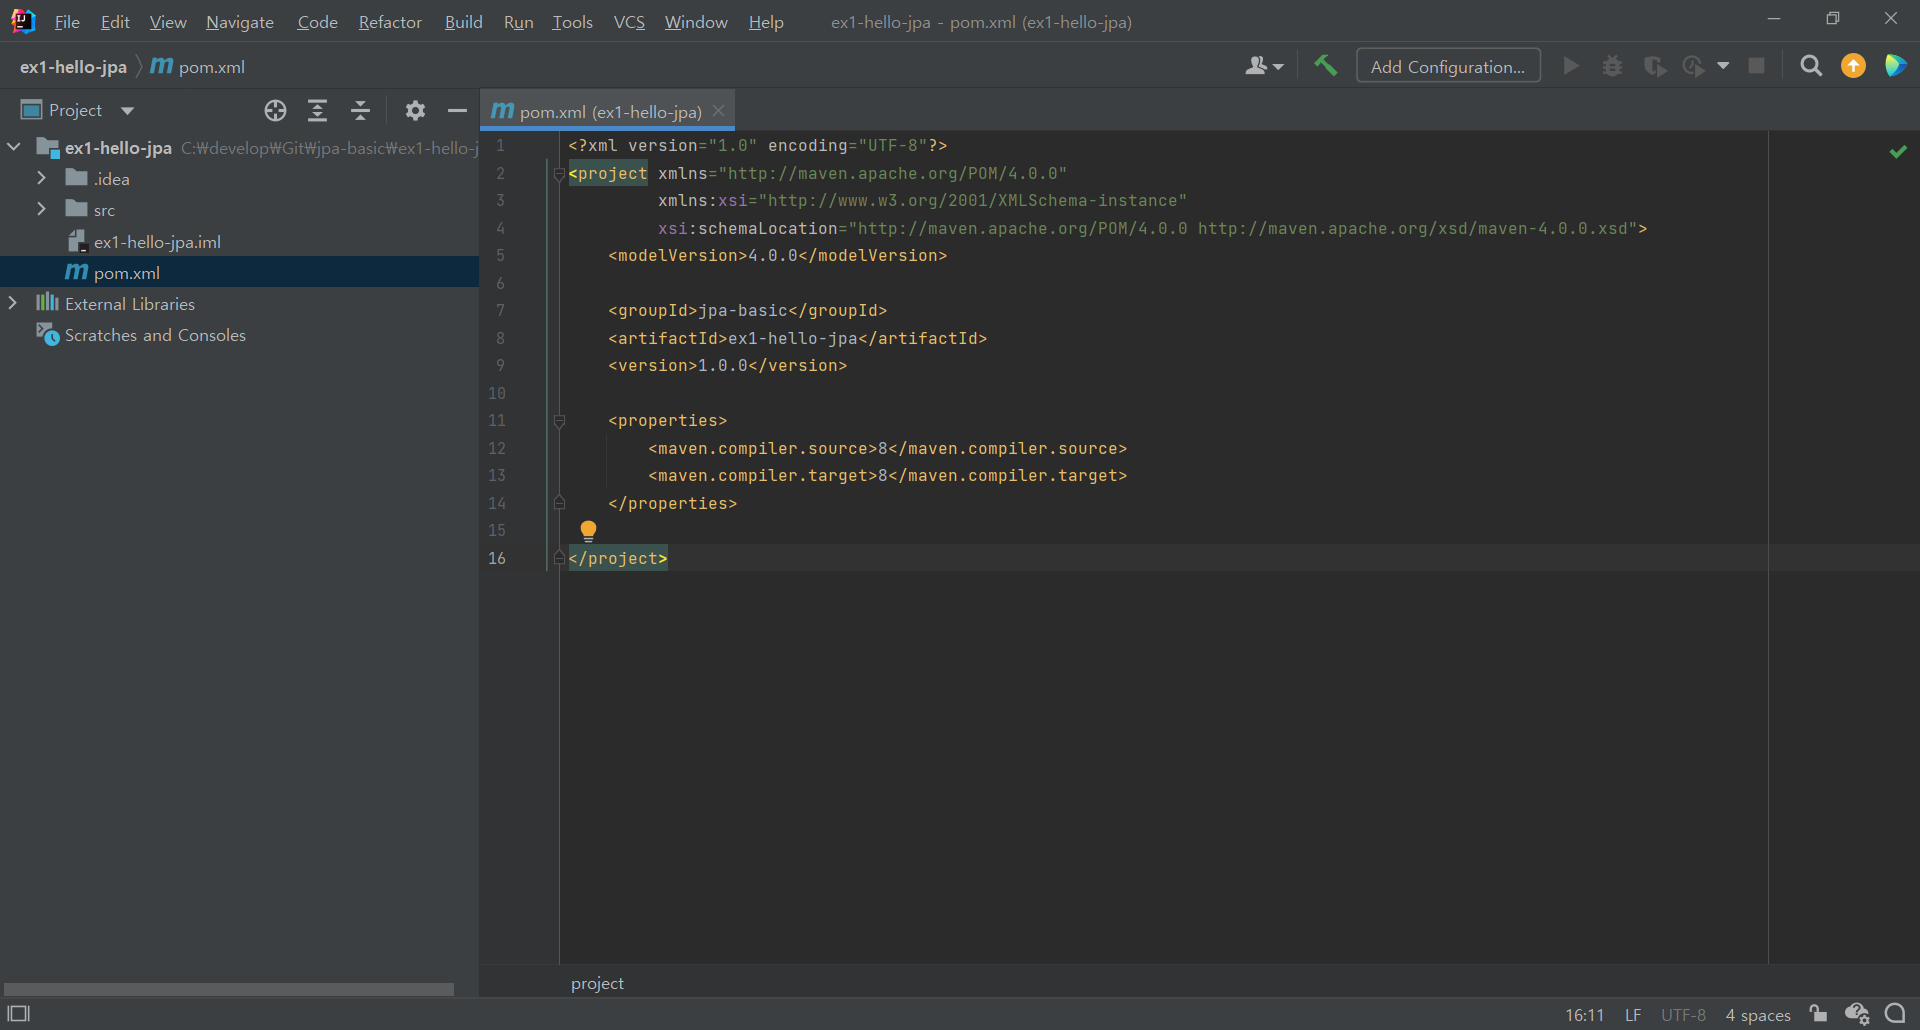 File Edit View Navigate Code Refactor Build Run Tools VCS Window Help ex1-hello-jpa - pom.xml (ex1-hello-jpa)
ex1-hello-jpa m pom.xml Add Configuration...
Project
m pom.xml (ex1-hello-jpa)
ex1-hello-jpa C:₩develop₩Git₩jpa-basic₩ex1-hello-j
.idea
src
ex1-hello-jpa.iml
m pom.xml
External Libraries
Scratches and Consoles
1 <?xml version="1.0" encoding="UTF-8"?>
2 <project xmlns="http://maven.apache.org/POM/4.0.0"
3 xmlns:xsi="http://www.w3.org/2001/XMLSchema-instance"
4 xsi:schemaLocation="http://maven.apache.org/POM/4.0.0 http://maven.apache.org/xsd/maven-4.0.0.xsd">
5 <modelVersion>4.0.0</modelVersion>
6
7 <groupId>jpa-basic</groupId>
8 <artifactId>ex1-hello-jpa</artifactId>
9 <version>1.0.0</version>
10
11 <properties>
12 <maven.compiler.source>8</maven.compiler.source>
13 <maven.compiler.target>8</maven.compiler.target>
14 </properties>
15
16 </project>
project
16:11 LF UTF-8 4 spaces